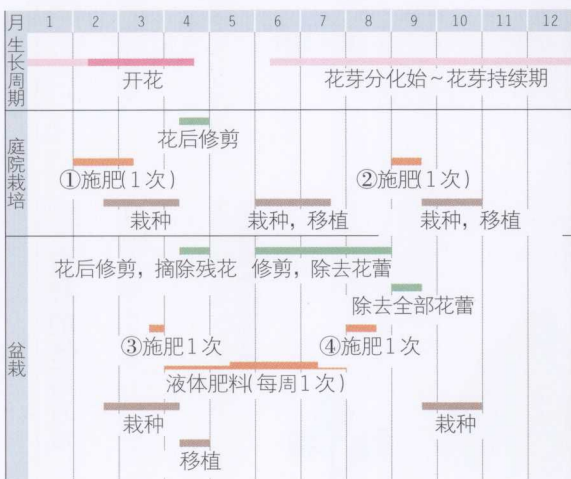 月 1 2 3 4 5 6 7 8 9 10 11 12
生长周期
开花
花芽分化始～花芽持续期
庭院栽培
花后修剪
①施肥(1次)
②施肥(1次)
栽种
栽种，移植
栽种，移植
盆栽
花后修剪，摘除残花
修剪，除去花蕾
除去全部花蕾
③施肥1次
④施肥1次
液体肥料(每周1次)
栽种
栽种
移植